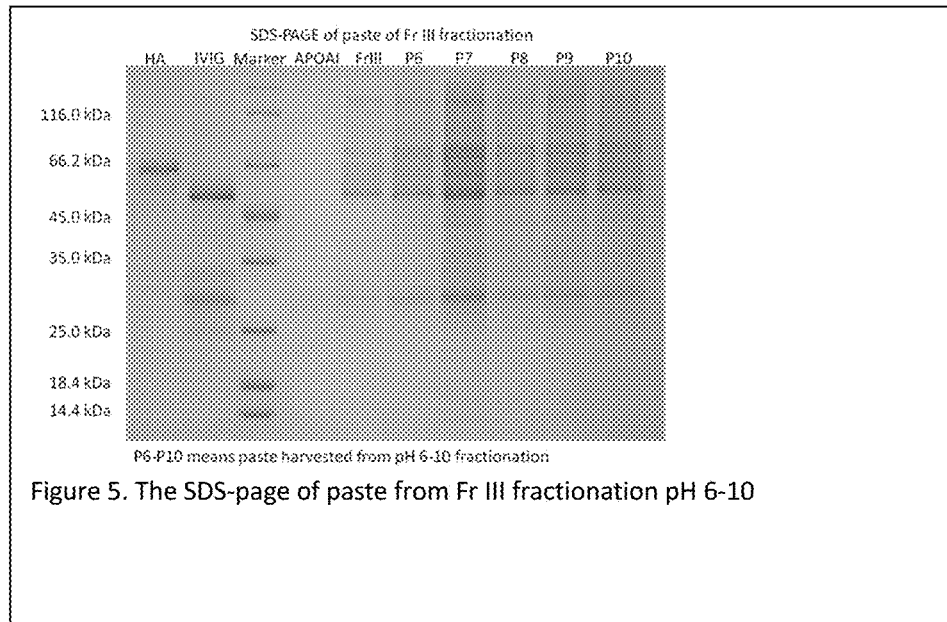 SDS-PAGE of paste of Fr III fractionation
HA IVIG Marker APOAI FrIII P6 P7 P8 P9 P10
116.0 kDa
66.2 kDa
45.0 kDa
35.0 kDa
25.0 kDa
18.4 kDa
14.4 kDa
P6-P10 means paste harvested from pH 6-10 fractionation
Figure 5. The SDS-page of paste from Fr III fractionation pH 6-10